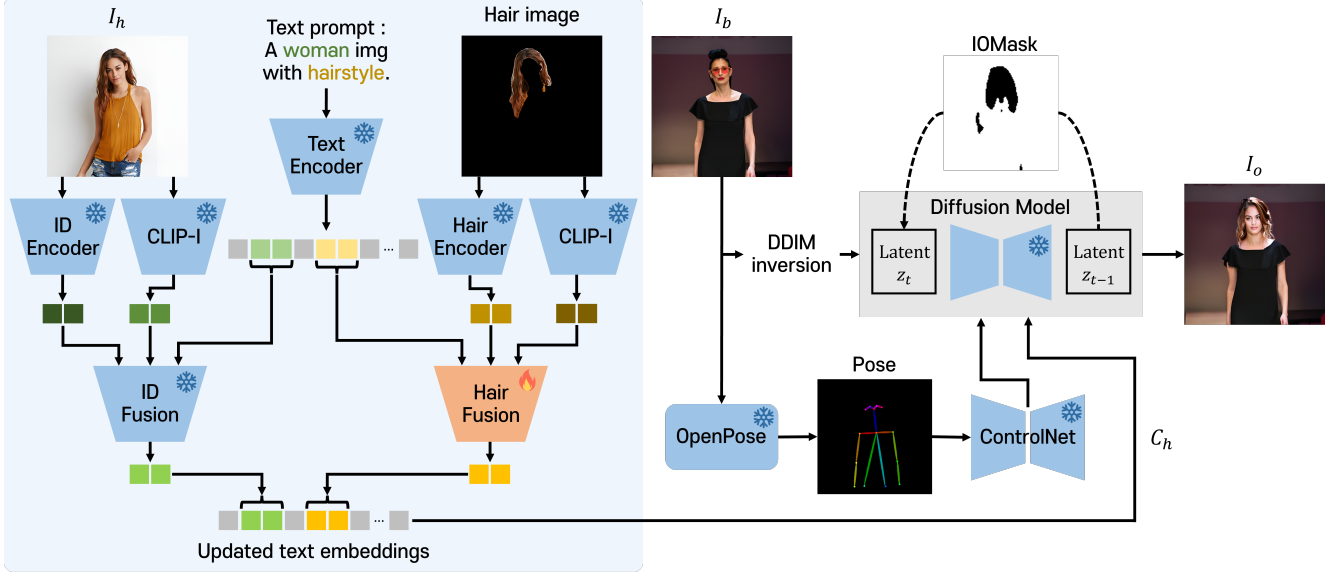 I_h
Text prompt :
A woman img
with hairstyle.
Hair image
Text
Encoder
ID
Encoder
CLIP-I
Hair
Encoder
CLIP-I
...
ID
Fusion
Hair
Fusion
...
Updated text embeddings
I_b
IOMask
I_o
Diffusion Model
DDIM
inversion
Latent
z_t
Latent
z_{t-1}
Pose
OpenPose
ControlNet
C_h